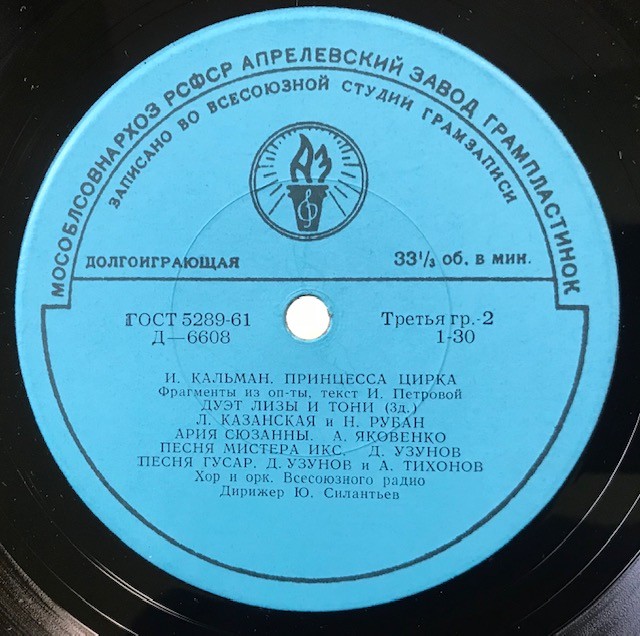 МОСОБЛСОВНАРХОЗ РСФСР АПРЕЛЕВСКИЙ ЗАВОД ГРАМПЛАСТИНОК
ЗАПИСАНО ВО ВСЕСОЮЗНОЙ СТУДИИ ГРАМЗАПИСИ
АЗ
ДОЛГОИГРАЮЩАЯ 33 1/3 об. в мин.
ГОСТ 5289-61 Третья гр.-2
Д—6608 1-30
И. КАЛЬМАН. ПРИНЦЕССА ЦИРКА
Фрагменты из оп-ты, текст И. Петровой
ДУЭТ ЛИЗЫ И ТОНИ (3д.)
Л. КАЗАНСКАЯ и Н. РУБАН
АРИЯ СЮЗАННЫ. А. ЯКОВЕНКО
ПЕСНЯ МИСТЕРА ИКС. Д. УЗУНОВ
ПЕСНЯ ГУСАР. Д. УЗУНОВ и А. ТИХОНОВ
Хор и орк. Всесоюзного радио
Дирижер Ю. Силантьев